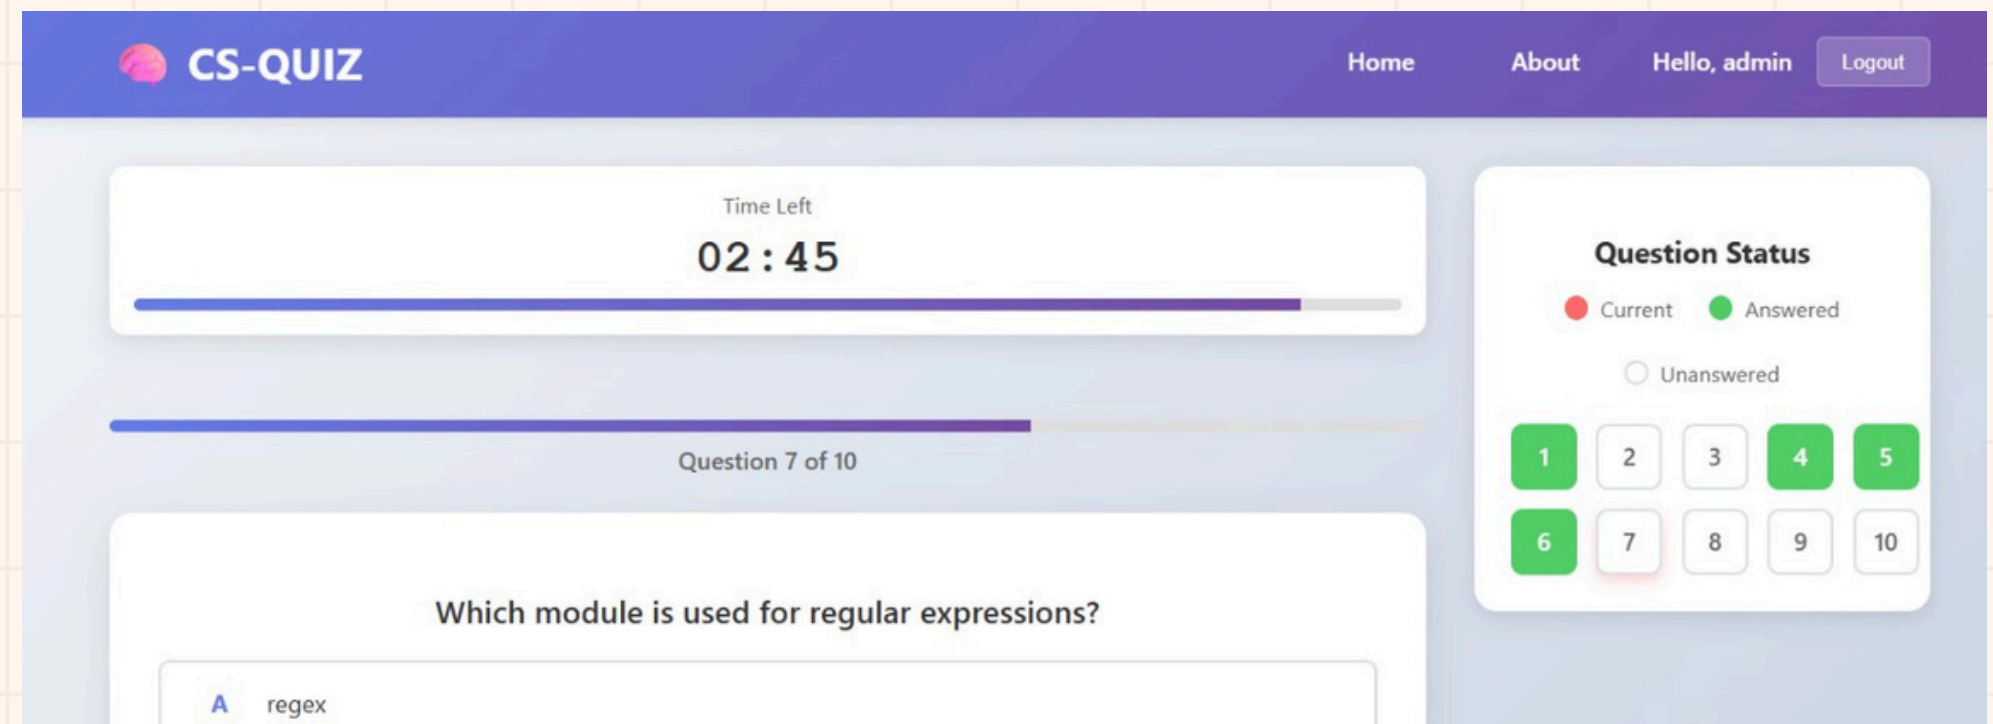 CS-QUIZ
Home About Hello, admin Logout
Time Left
02:45
Question 7 of 10
Which module is used for regular expressions?
A regex
Question Status
Current Answered
Unanswered
1 2 3 4 5
6 7 8 9 10